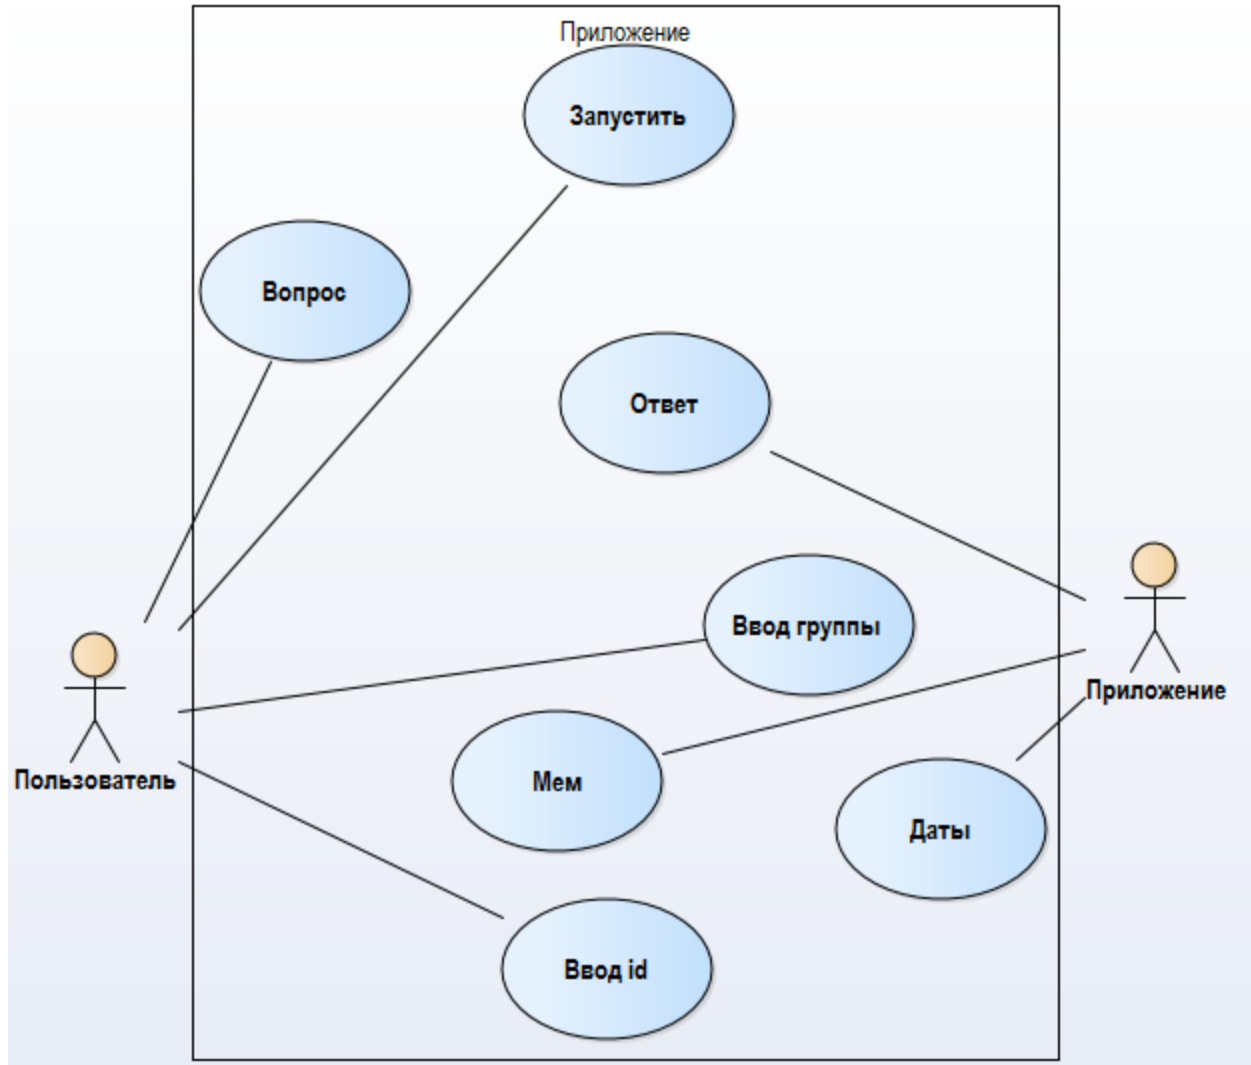 Приложение
Запустить
Вопрос
Ответ
Ввод группы
Приложение
Пользователь
Мем
Даты
Ввод id